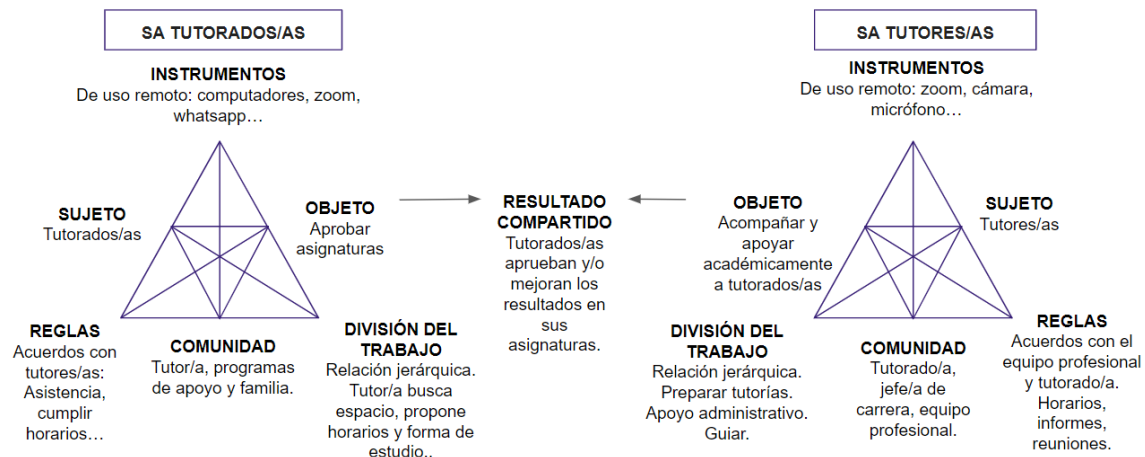 SA TUTORADOS/AS
INSTRUMENTOS
De uso remoto: computadores, zoom,
whatsapp…
SUJETO
Tutorados/as
OBJETO
Aprobar
asignaturas
REGLAS
Acuerdos con
tutores/as:
Asistencia,
cumplir
horarios…
COMUNIDAD
Tutor/a, programas
de apoyo y familia.
DIVISIÓN DEL
TRABAJO
Relación jerárquica.
Tutor/a busca
espacio, propone
horarios y forma de
estudio..
RESULTADO
COMPARTIDO
Tutorados/as
aprueban y/o
mejoran los
resultados en
sus
asignaturas.
SA TUTORES/AS
INSTRUMENTOS
De uso remoto: zoom, cámara,
micrófono…
OBJETO
Acompañar y
apoyar
académicamente
a tutorados/as
SUJETO
Tutores/as
DIVISIÓN DEL
TRABAJO
Relación jerárquica.
Preparar tutorías.
Apoyo administrativo.
Guiar.
COMUNIDAD
Tutorado/a,
jefe/a de
carrera, equipo
profesional.
REGLAS
Acuerdos con el
equipo profesional
y tutorado/a.
Horarios,
informes,
reuniones.